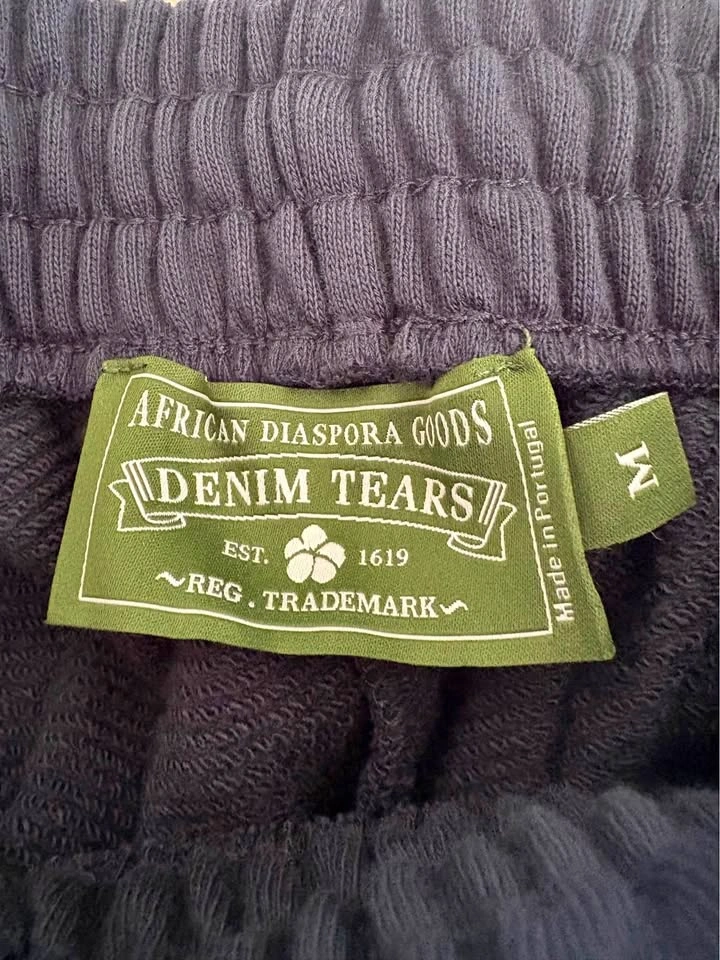 AFRICAN DIASPORA GOODS
DENIM TEARS
EST. 1619
~REG. TRADEMARK~
Made in Portugal
M